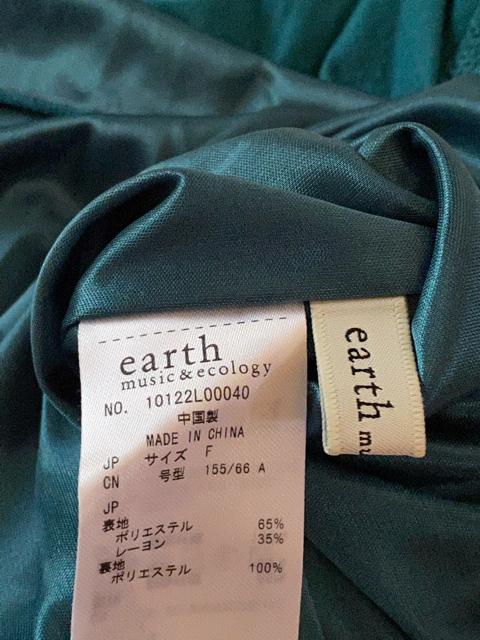 earth
music&ecology
NO. 10122L00040
中国製
MADE IN CHINA
JP サイズ F
CN 号型 155/66 A
JP
表地
ポリエステル 65%
レーヨン 35%
裏地
ポリエステル 100%
earth mu